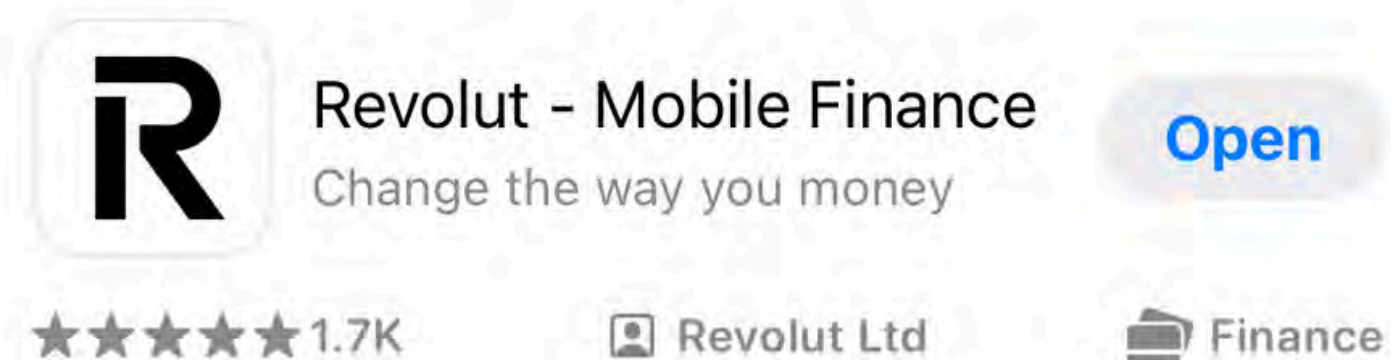 Revolut - Mobile Finance
Change the way you money
Open
1.7K
Revolut Ltd
Finance